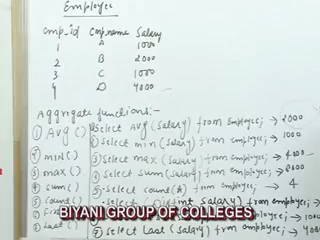 Employee
emp_id empname Salary
1 A 1000
2 B 2000
3 C 1000
4 D 4000
Aggregate functions:-
① Avg() ① Select Avg(Salary) from employee; → 2000
② min() ② Select min(salary) from employee; → 1000
③ max() ③ Select max(salary) from employee; → 4000
④ sum() ④ Select sum(salary) from employee; → 8000
⑤ count() ⑤ Select count(*) from employee; → 4
Select salary) from employee;
BIYANI GROUP OF COLLEGES
Last() Select Last(salary) from employee;